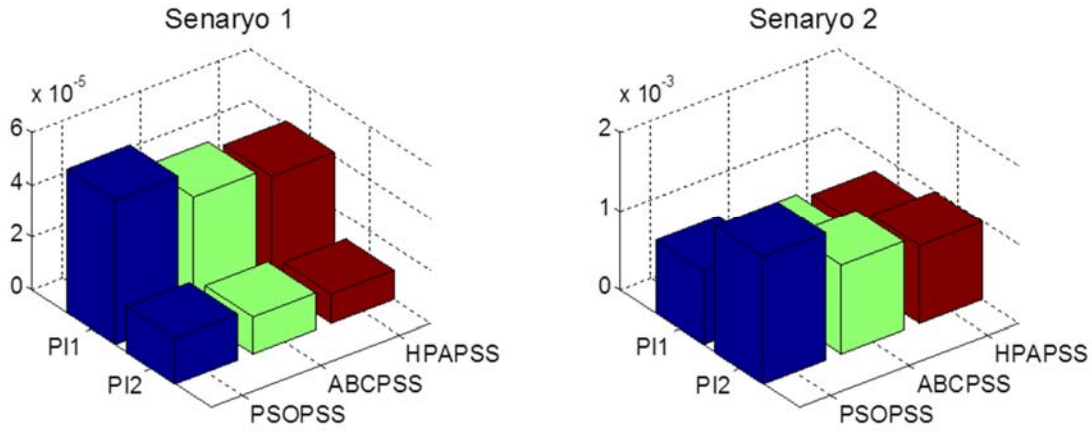 Senaryo 1
x 10-5
6
4
2
0
PI1
PI2
PSOPSS
ABCPSS
HPAPSS
Senaryo 2
x 10-3
2
1
0
PI1
PI2
PSOPSS
ABCPSS
HPAPSS